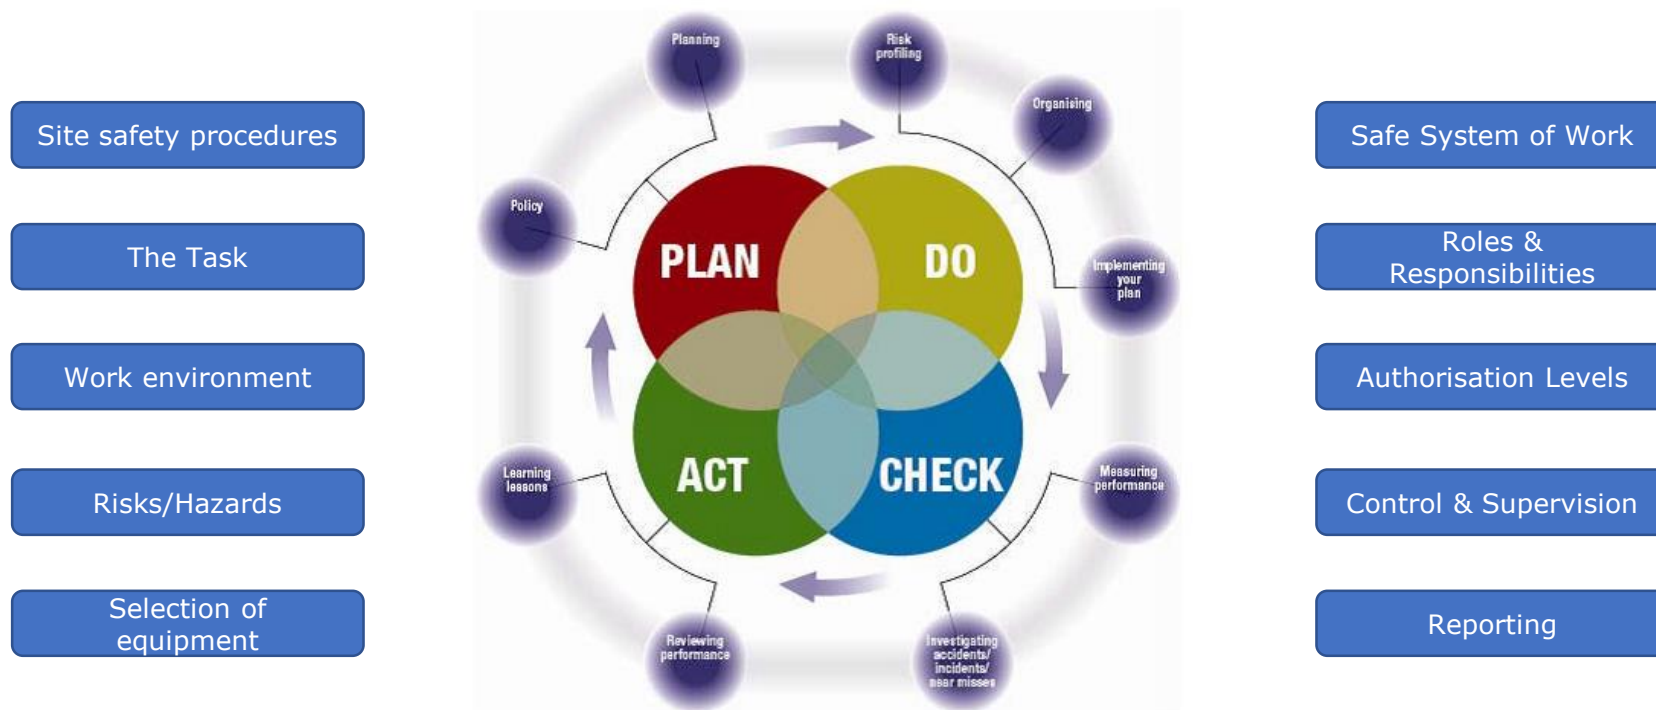 Site safety procedures
The Task
Work environment
Risks/Hazards
Selection of
equipment
Planning
Risk
profiling
Organising
Policy
PLAN
DO
Implementing
your
plan
Learning
lessons
ACT
CHECK
Measuring
performance
Reviewing
performance
Investigating
accidents/
incidents/
near misses
Safe System of Work
Roles &
Responsibilities
Authorisation Levels
Control & Supervision
Reporting